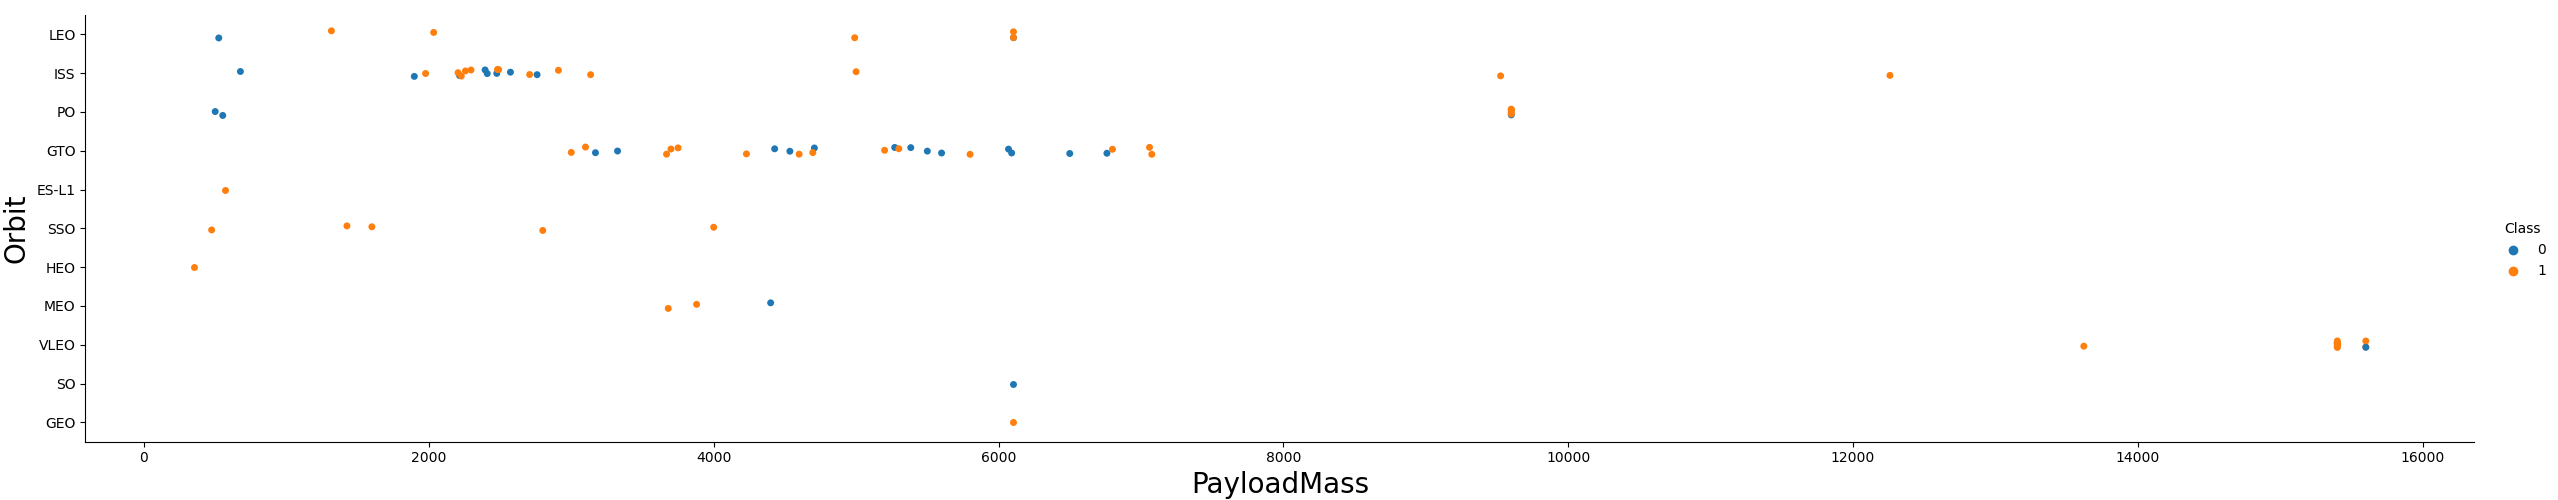 LEO
ISS
PO
GTO
ES-L1
SSO
HEO
MEO
VLEO
SO
GEO
Orbit
0 2000 4000 6000 8000 10000 12000 14000 16000
PayloadMass
Class
0
1